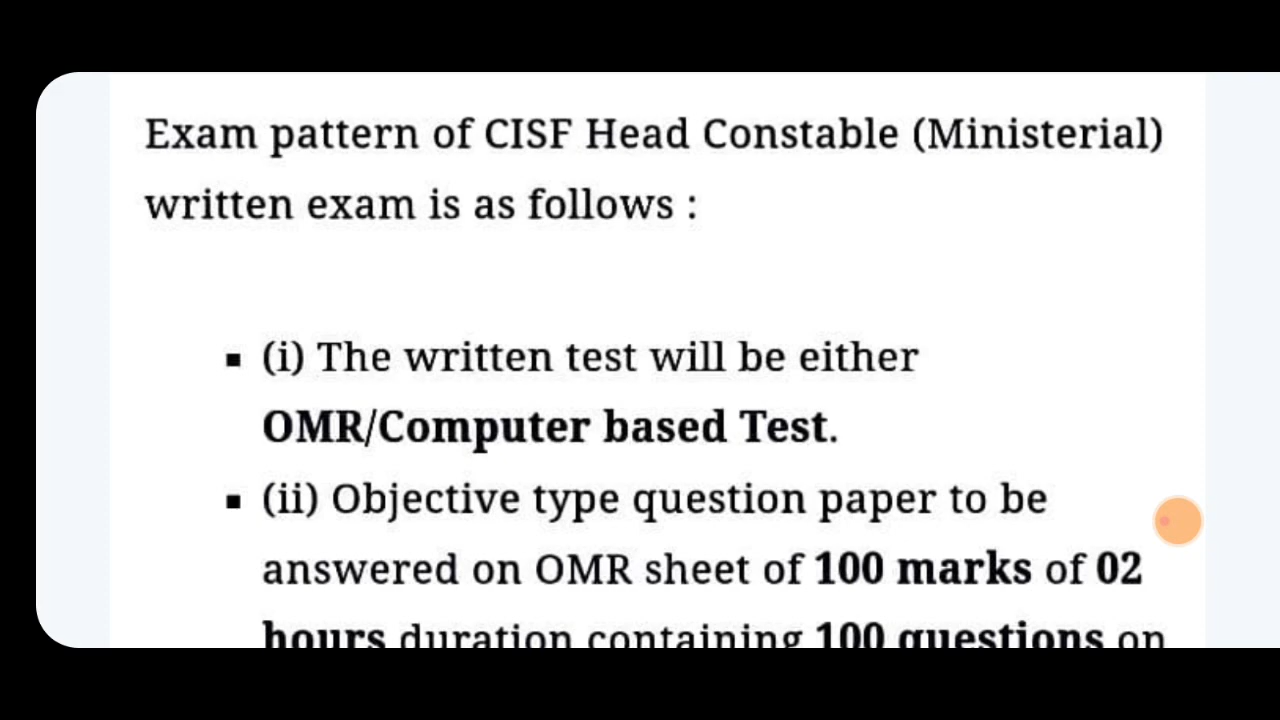 Exam pattern of CISF Head Constable (Ministerial)
written exam is as follows :
▪ (i) The written test will be either
OMR/Computer based Test.
▪ (ii) Objective type question paper to be
answered on OMR sheet of 100 marks of 02
hours duration containing 100 questions on